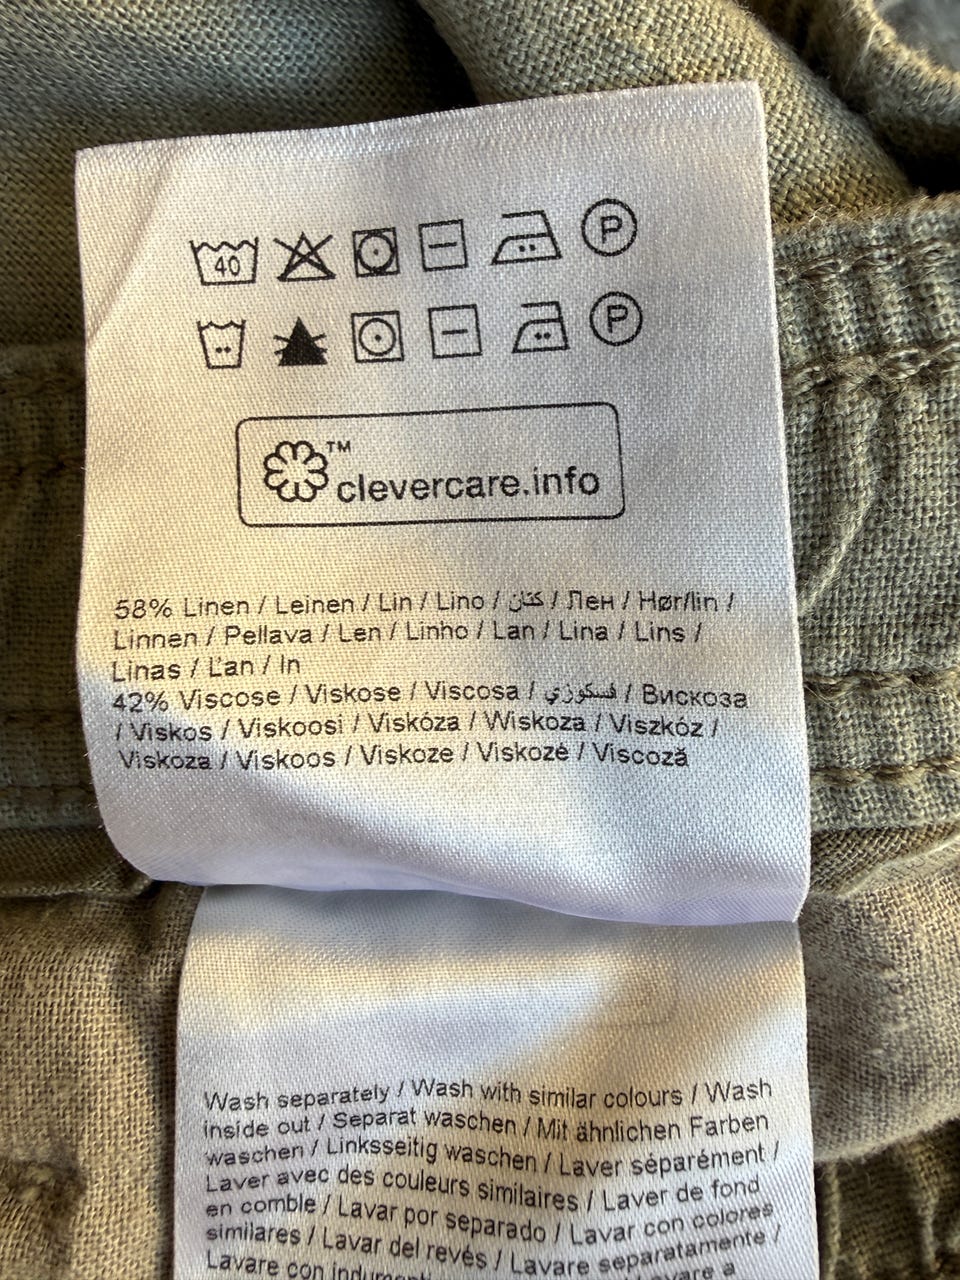 40 P
P
TM
clevercare.info
58% Linen / Leinen / Lin / Lino / كتان / Лен / Hør/lin /
Linnen / Pellava / Len / Linho / Lan / Lina / Lins /
Linas / Ľan / In
42% Viscose / Viskose / Viscosa / فسكوزي / Вискоза
/ Viskos / Viskoosi / Viskóza / Wiskoza / Viszkóz /
Viskoza / Viskoos / Viskoze / Viskozė / Viscoză
Wash separately / Wash with similar colours / Wash
inside out / Separat waschen / Mit ähnlichen Farben
waschen / Linksseitig waschen / Laver séparément /
Laver avec des couleurs similaires / Laver de fond
en comble / Lavar por separado / Lavar con colores
similares / Lavar del revés / Lavare separatamente /
Lavare con